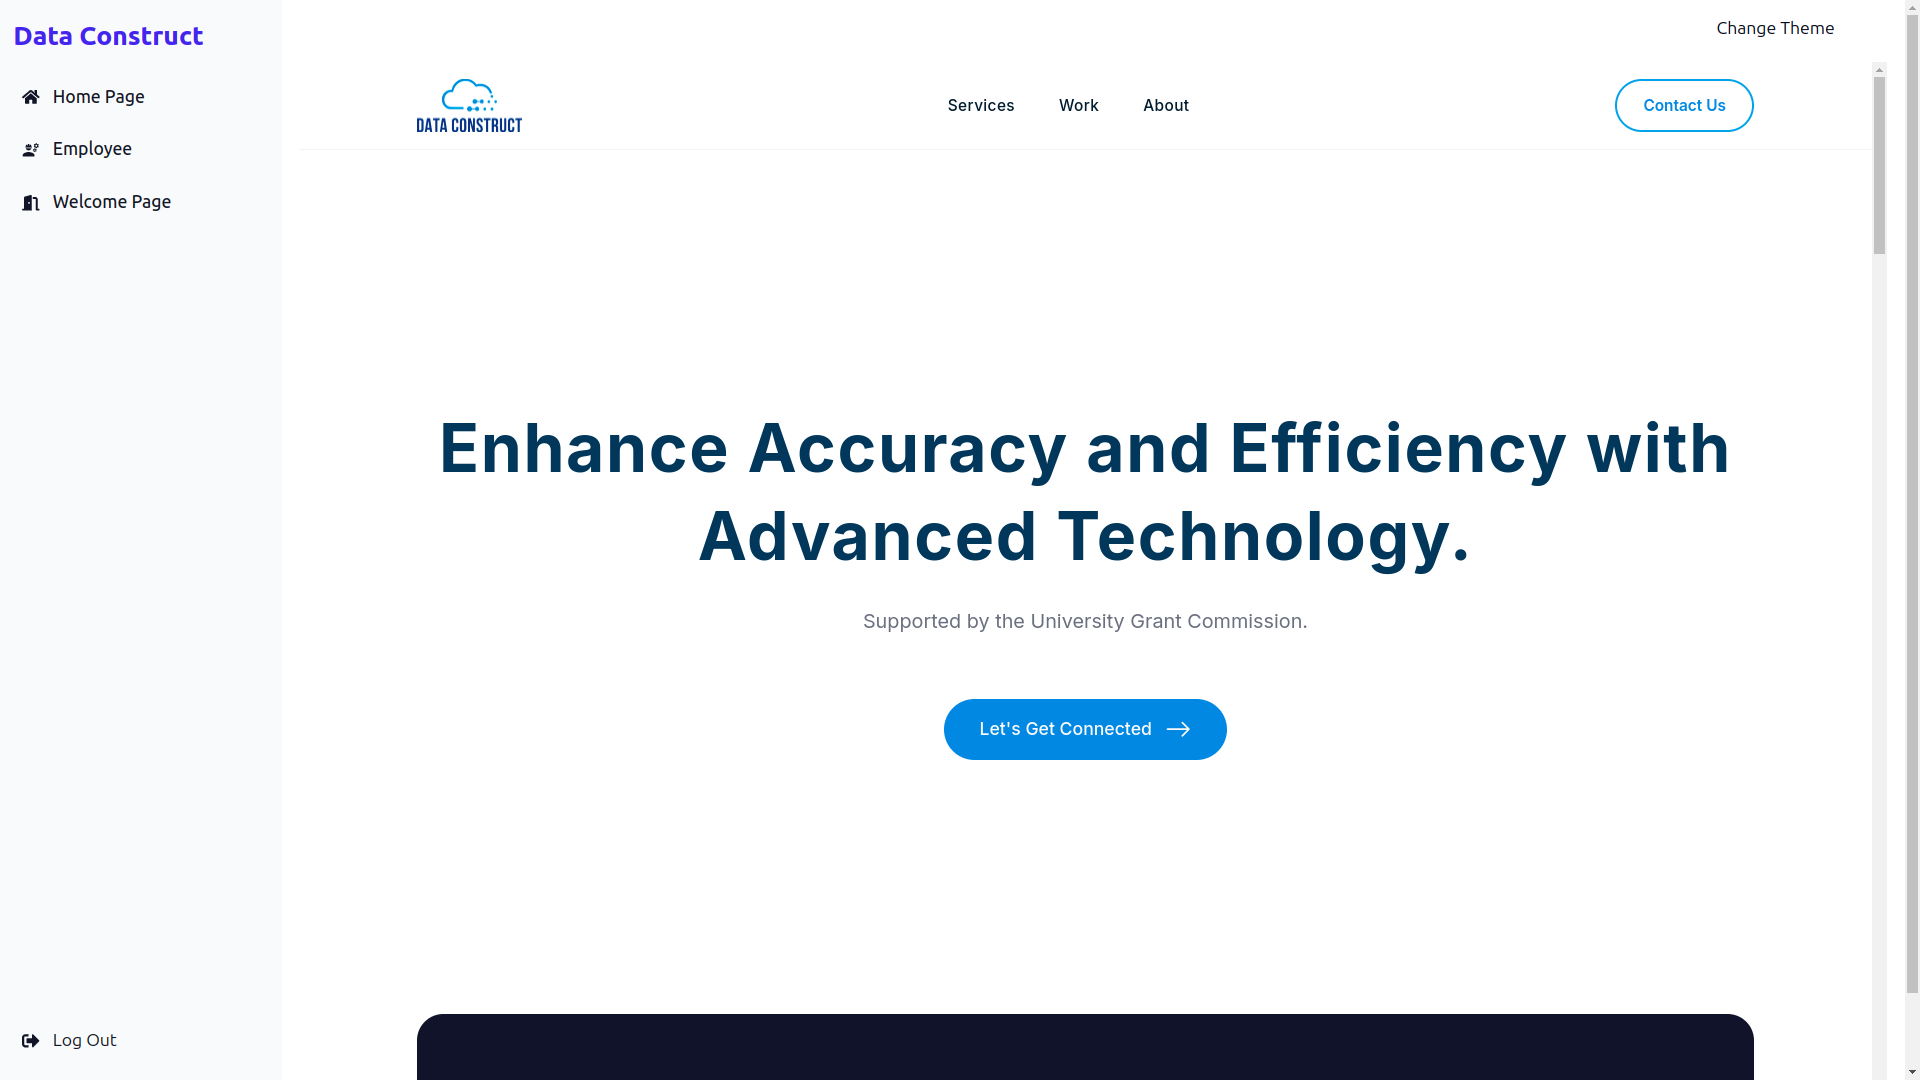 Data Construct
Home Page
Employee
Welcome Page
Log Out
Change Theme
DATA CONSTRUCT
Services
Work
About
Contact Us
Enhance Accuracy and Efficiency with
Advanced Technology.
Supported by the University Grant Commission.
Let's Get Connected